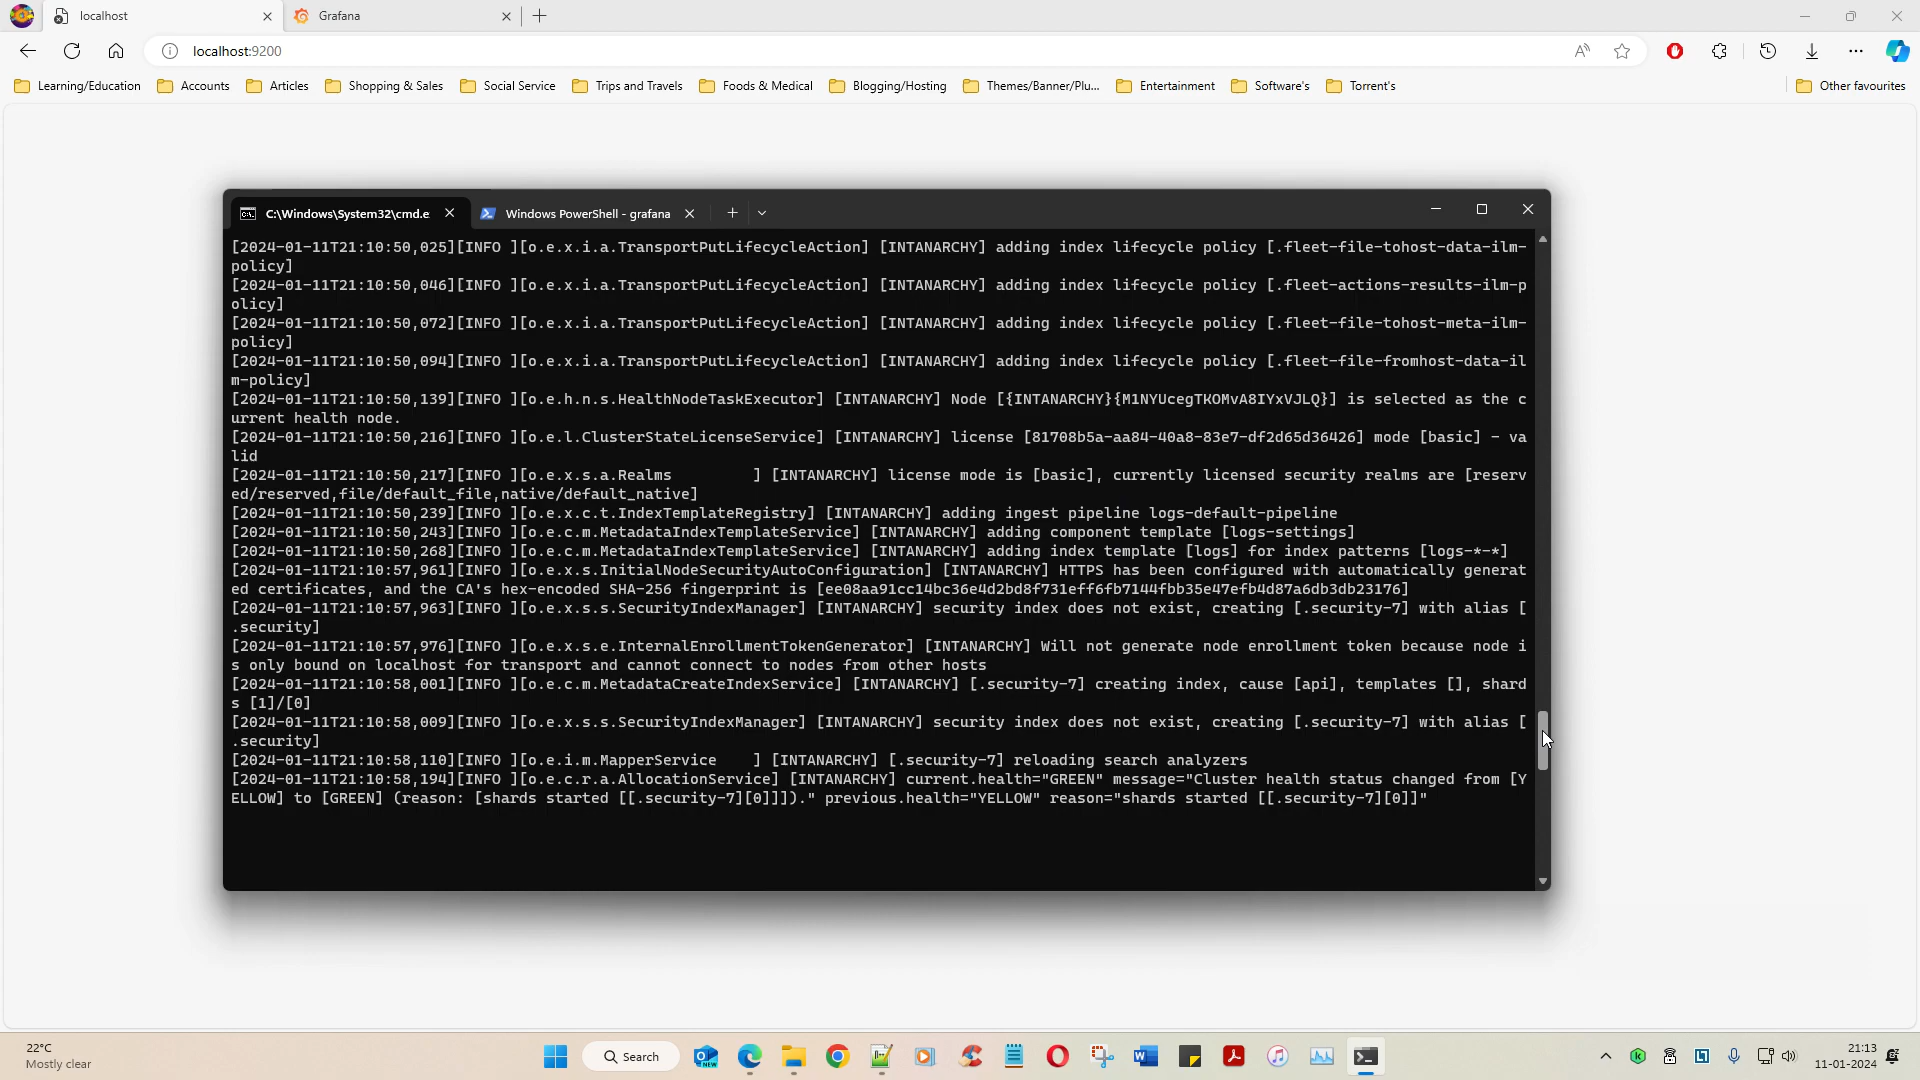 localhost
Grafana
localhost:9200
Learning/Education
Accounts
Articles
Shopping & Sales
Social Service
Trips and Travels
Foods & Medical
Blogging/Hosting
Themes/Banner/Plu...
Entertainment
Software's
Torrent's
Other favourites
C:\Windows\System32\cmd.e
Windows PowerShell - grafana
[2024-01-11T21:10:50,025][INFO ][o.e.x.i.a.TransportPutLifecycleAction] [INTANARCHY] adding index lifecycle policy [.fleet-file-tohost-data-ilm-
policy]
[2024-01-11T21:10:50,046][INFO ][o.e.x.i.a.TransportPutLifecycleAction] [INTANARCHY] adding index lifecycle policy [.fleet-actions-results-ilm-p
olicy]
[2024-01-11T21:10:50,072][INFO ][o.e.x.i.a.TransportPutLifecycleAction] [INTANARCHY] adding index lifecycle policy [.fleet-file-tohost-meta-ilm-
policy]
[2024-01-11T21:10:50,094][INFO ][o.e.x.i.a.TransportPutLifecycleAction] [INTANARCHY] adding index lifecycle policy [.fleet-file-fromhost-data-il
m-policy]
[2024-01-11T21:10:50,139][INFO ][o.e.h.n.s.HealthNodeTaskExecutor] [INTANARCHY] Node [{INTANARCHY}{M1NYUcegTKOMvA8IYxVJLQ}] is selected as the c
urrent health node.
[2024-01-11T21:10:50,216][INFO ][o.e.l.ClusterStateLicenseService] [INTANARCHY] license [81708b5a-aa84-40a8-83e7-df2d65d36426] mode [basic] - va
lid
[2024-01-11T21:10:50,217][INFO ][o.e.x.s.a.Realms         ] [INTANARCHY] license mode is [basic], currently licensed security realms are [reserv
ed/reserved,file/default_file,native/default_native]
[2024-01-11T21:10:50,239][INFO ][o.e.x.c.t.IndexTemplateRegistry] [INTANARCHY] adding ingest pipeline logs-default-pipeline
[2024-01-11T21:10:50,243][INFO ][o.e.c.m.MetadataIndexTemplateService] [INTANARCHY] adding component template [logs-settings]
[2024-01-11T21:10:50,268][INFO ][o.e.c.m.MetadataIndexTemplateService] [INTANARCHY] adding index template [logs] for index patterns [logs-*-*]
[2024-01-11T21:10:57,961][INFO ][o.e.x.s.InitialNodeSecurityAutoConfiguration] [INTANARCHY] HTTPS has been configured with automatically generat
ed certificates, and the CA's hex-encoded SHA-256 fingerprint is [ee08aa91cc14bc36e4d2bd8f731eff6fb7144fbb35e47efb4d87a6db3db23176]
[2024-01-11T21:10:57,963][INFO ][o.e.x.s.s.SecurityIndexManager] [INTANARCHY] security index does not exist, creating [.security-7] with alias [
.security]
[2024-01-11T21:10:57,976][INFO ][o.e.x.s.e.InternalEnrollmentTokenGenerator] [INTANARCHY] Will not generate node enrollment token because node i
s only bound on localhost for transport and cannot connect to nodes from other hosts
[2024-01-11T21:10:58,001][INFO ][o.e.c.m.MetadataCreateIndexService] [INTANARCHY] [.security-7] creating index, cause [api], templates [], shard
s [1]/[0]
[2024-01-11T21:10:58,009][INFO ][o.e.x.s.s.SecurityIndexManager] [INTANARCHY] security index does not exist, creating [.security-7] with alias [
.security]
[2024-01-11T21:10:58,110][INFO ][o.e.i.m.MapperService    ] [INTANARCHY] [.security-7] reloading search analyzers
[2024-01-11T21:10:58,194][INFO ][o.e.c.r.a.AllocationService] [INTANARCHY] current.health="GREEN" message="Cluster health status changed from [Y
ELLOW] to [GREEN] (reason: [shards started [[.security-7][0]]])." previous.health="YELLOW" reason="shards started [[.security-7][0]]"
22°C
Mostly clear
Search
21:13
11-01-2024